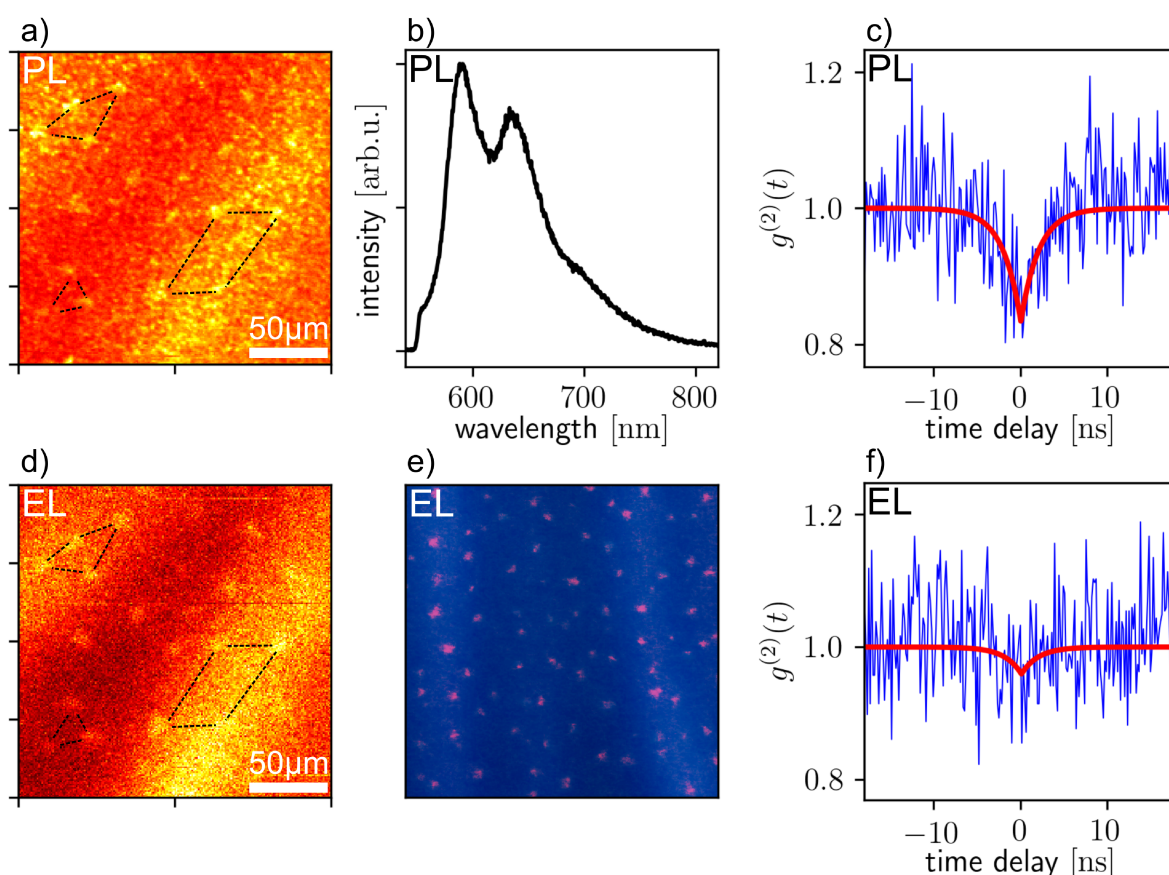 a)
PL
50μm
b)
PL
intensity [arb.u.]
600
700
800
wavelength [nm]
c)
PL
1.2
1.0
0.8
g⁽²⁾(t)
−10
0
10
time delay [ns]
d)
EL
50μm
e)
EL
f)
EL
1.2
1.0
0.8
g⁽²⁾(t)
−10
0
10
time delay [ns]